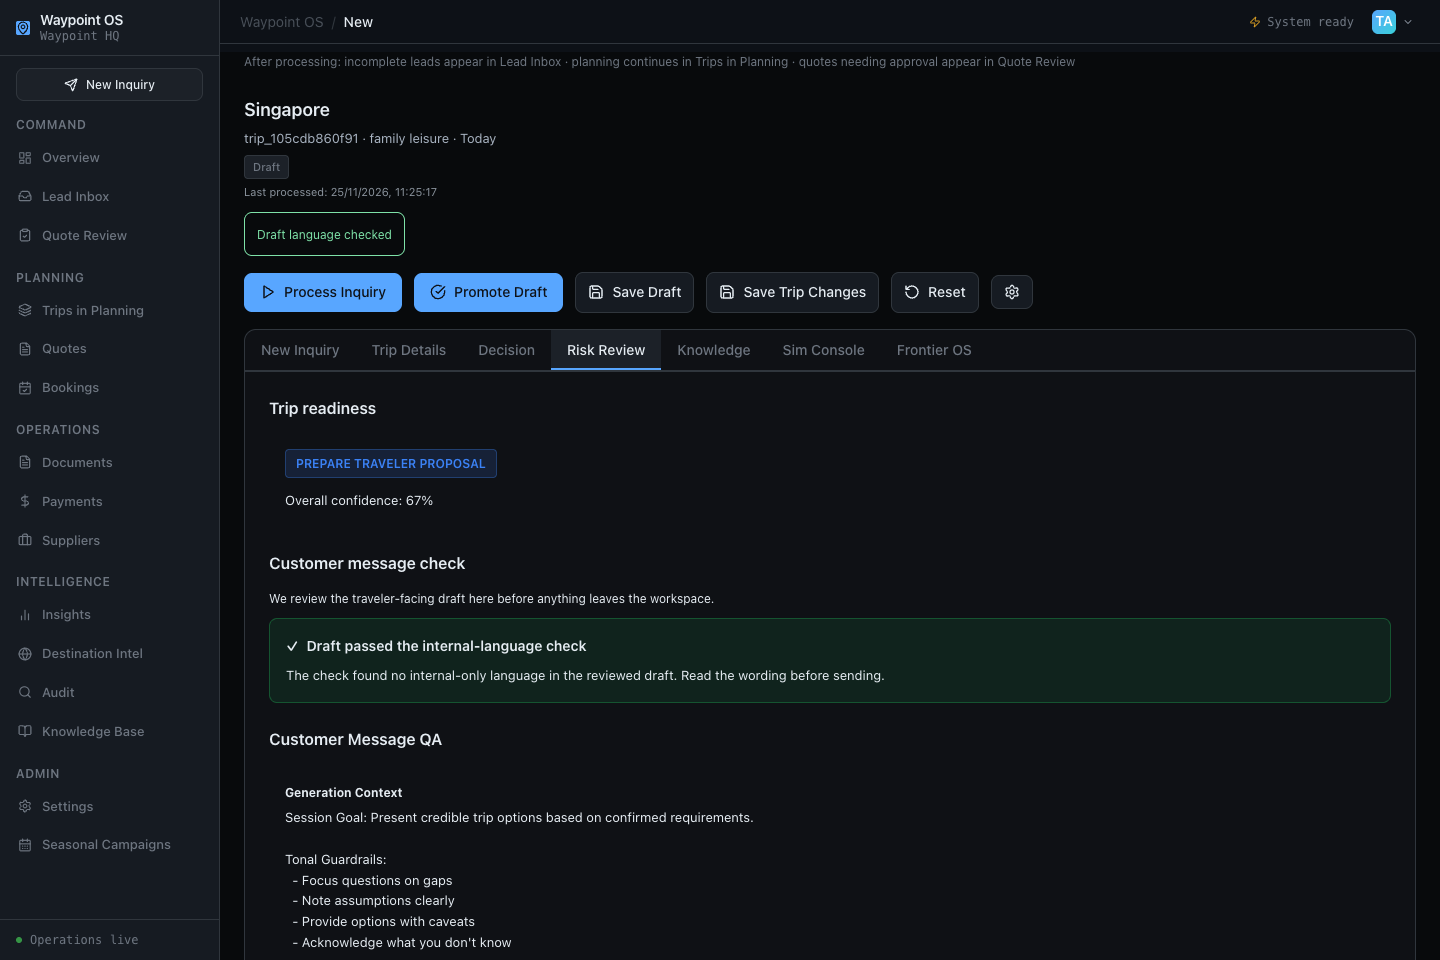 Waypoint OS
Waypoint HQ
New Inquiry
COMMAND
Overview
Lead Inbox
Quote Review
PLANNING
Trips in Planning
Quotes
Bookings
OPERATIONS
Documents
Payments
Suppliers
INTELLIGENCE
Insights
Destination Intel
Audit
Knowledge Base
ADMIN
Settings
Seasonal Campaigns
Operations live
Waypoint OS / New
System ready
TA
After processing: incomplete leads appear in Lead Inbox · planning continues in Trips in Planning · quotes needing approval appear in Quote Review
Singapore
trip_105cdb860f91 · family leisure · Today
Draft
Last processed: 25/11/2026, 11:25:17
Draft language checked
Process Inquiry
Promote Draft
Save Draft
Save Trip Changes
Reset
New Inquiry
Trip Details
Decision
Risk Review
Knowledge
Sim Console
Frontier OS
Trip readiness
PREPARE TRAVELER PROPOSAL
Overall confidence: 67%
Customer message check
We review the traveler-facing draft here before anything leaves the workspace.
✓ Draft passed the internal-language check
The check found no internal-only language in the reviewed draft. Read the wording before sending.
Customer Message QA
Generation Context
Session Goal: Present credible trip options based on confirmed requirements.
Tonal Guardrails:
- Focus questions on gaps
- Note assumptions clearly
- Provide options with caveats
- Acknowledge what you don't know